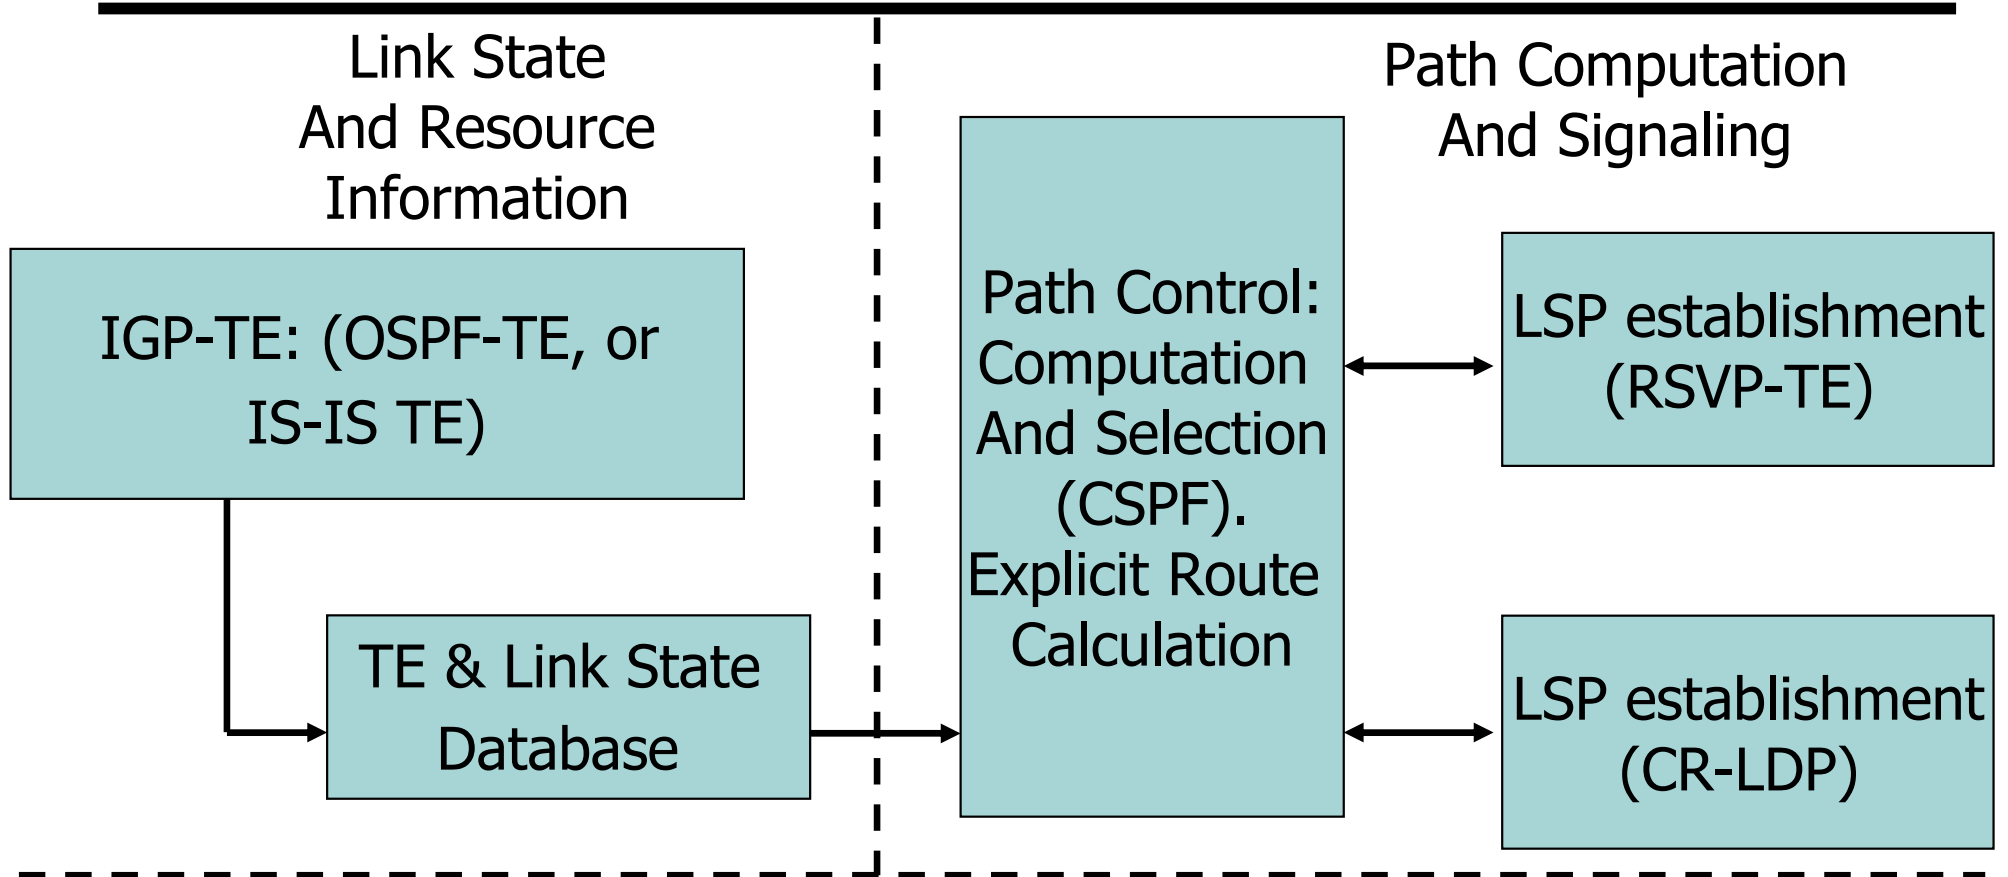 Link State
And Resource
Information
IGP-TE: (OSPF-TE, or
IS-IS TE)
TE & Link State
Database
Path Computation
And Signaling
Path Control:
Computation
And Selection
(CSPF).
Explicit Route
Calculation
LSP establishment
(RSVP-TE)
LSP establishment
(CR-LDP)